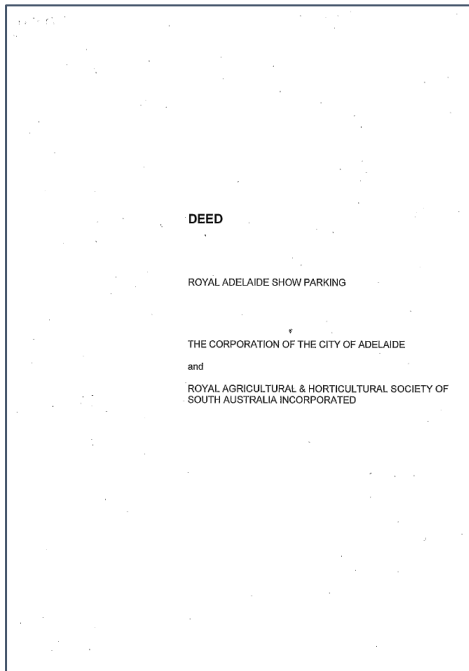 DEED
ROYAL ADELAIDE SHOW PARKING
THE CORPORATION OF THE CITY OF ADELAIDE
and
ROYAL AGRICULTURAL & HORTICULTURAL SOCIETY OF
SOUTH AUSTRALIA INCORPORATED